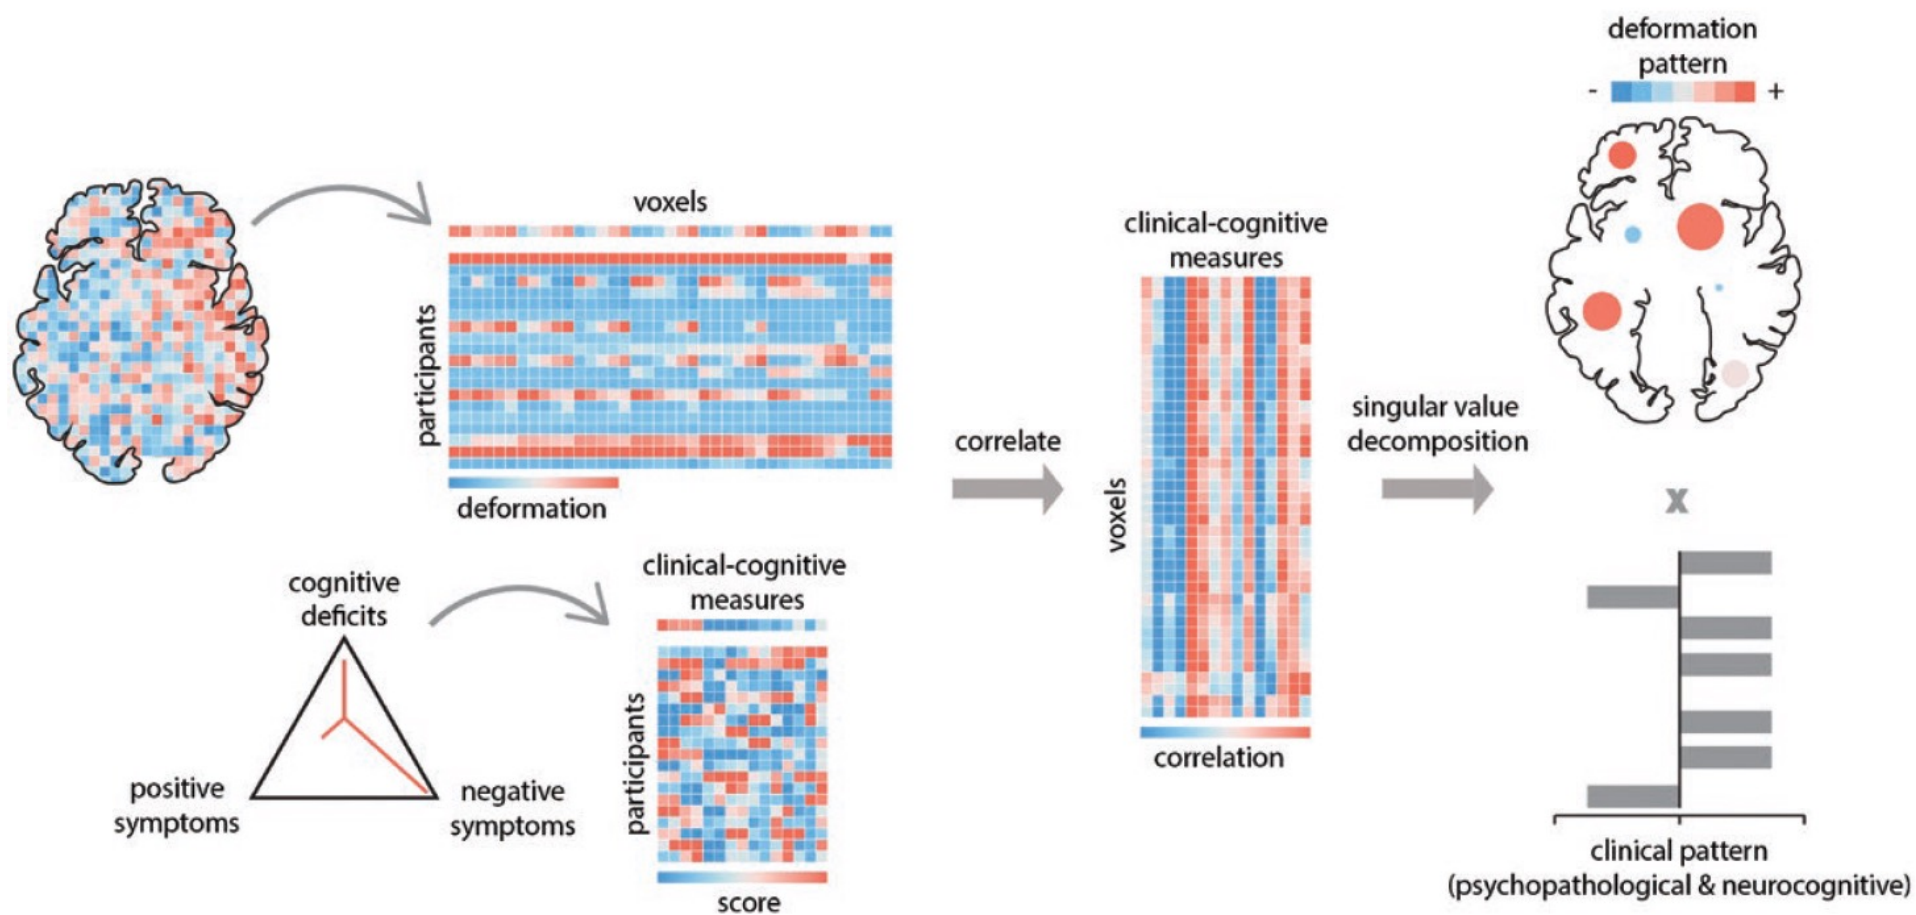 voxels
participants
deformation
cognitive
deficits
positive
symptoms
negative
symptoms
clinical-cognitive
measures
participants
score
correlate
clinical-cognitive
measures
voxels
correlation
singular value
decomposition
deformation
pattern
- +
x
clinical pattern
(psychopathological & neurocognitive)